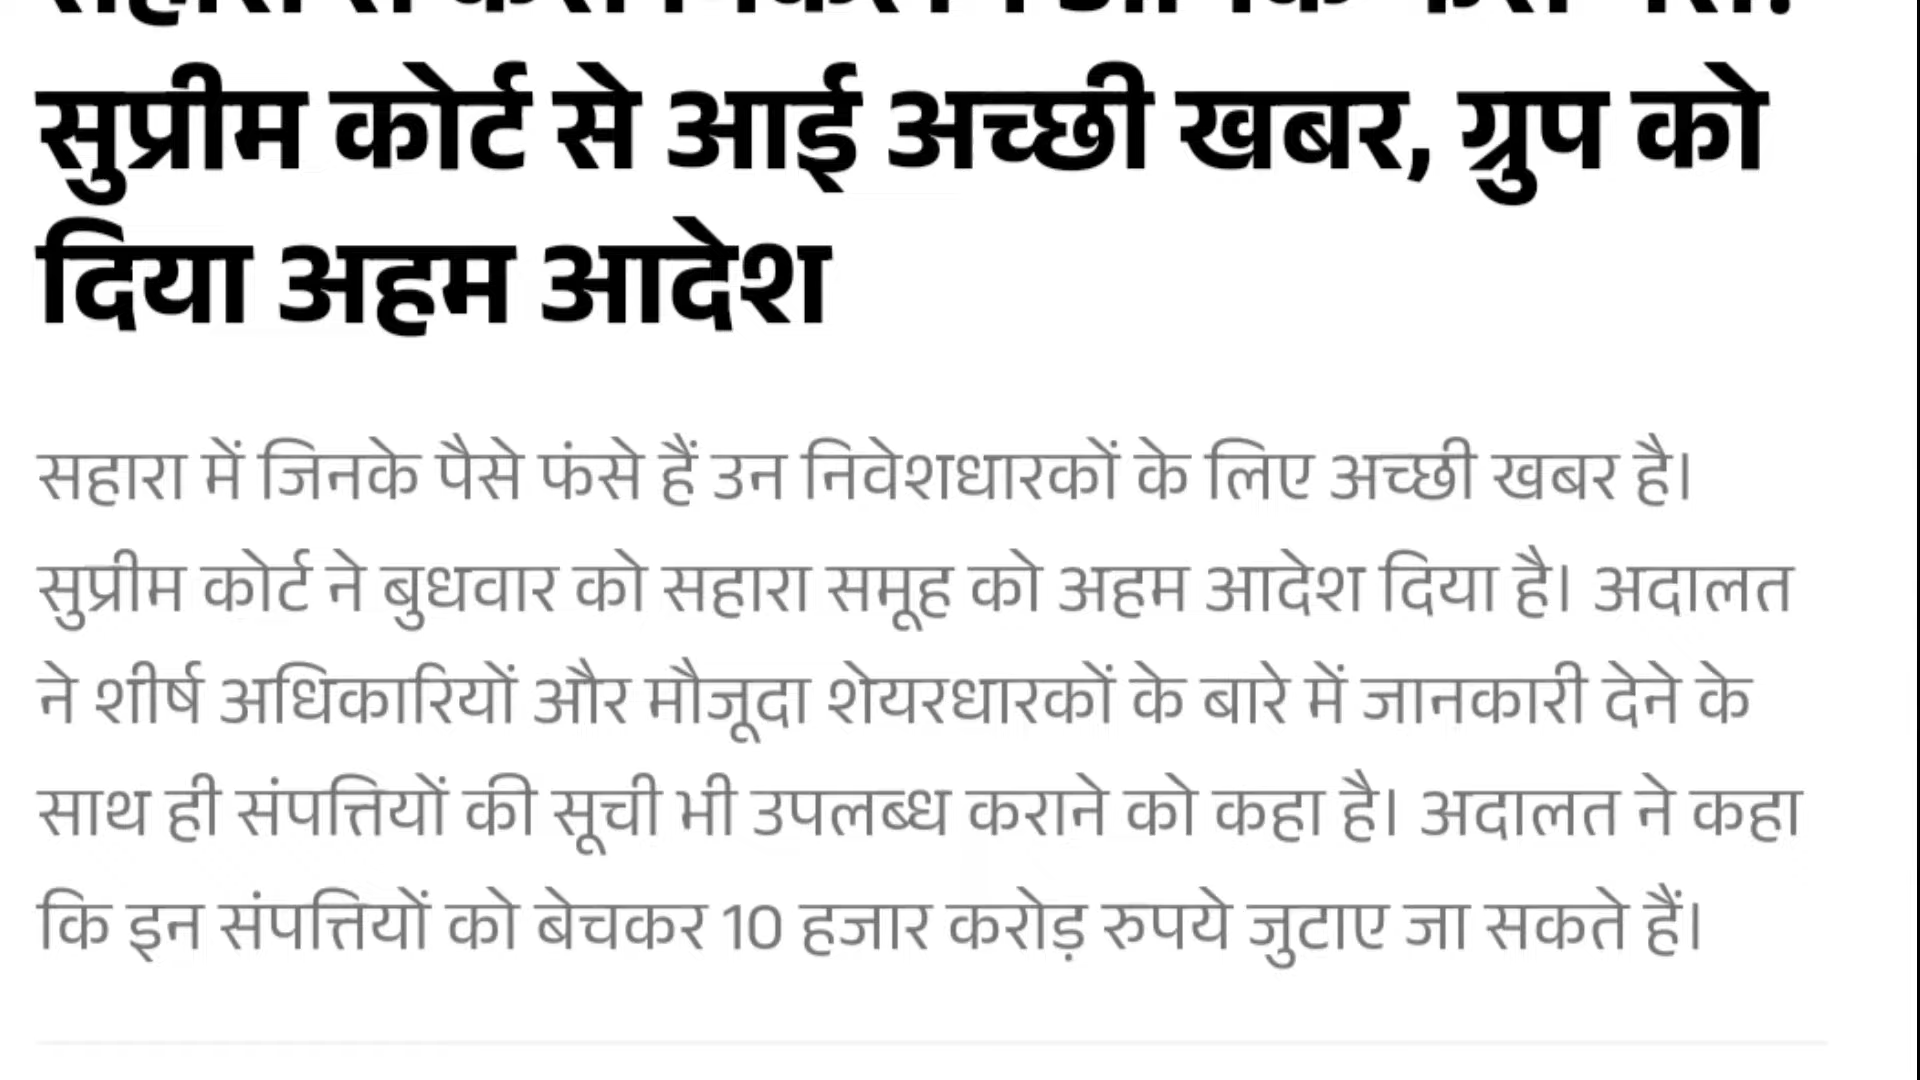 सुप्रीम कोर्ट से आई अच्छी खबर, ग्रुप को
दिया अहम आदेश
सहारा में जिनके पैसे फंसे हैं उन निवेशधारकों के लिए अच्छी खबर है।
सुप्रीम कोर्ट ने बुधवार को सहारा समूह को अहम आदेश दिया है। अदालत
ने शीर्ष अधिकारियों और मौजूदा शेयरधारकों के बारे में जानकारी देने के
साथ ही संपत्तियों की सूची भी उपलब्ध कराने को कहा है। अदालत ने कहा
कि इन संपत्तियों को बेचकर 10 हजार करोड़ रुपये जुटाए जा सकते हैं।